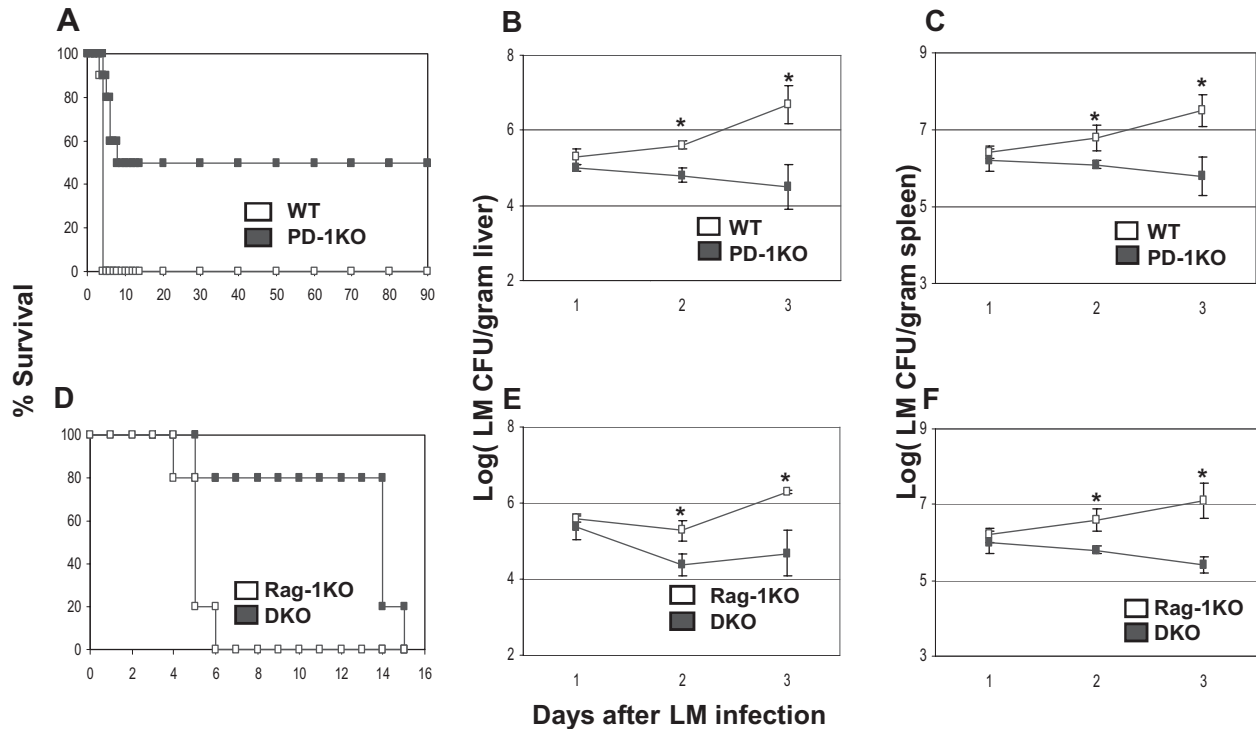 A
B
C
100
80
60
40
20
0
WT
PD-1KO
0 10 20 30 40 50 60 70 80 90
8
6
4
2
*
*
WT
PD-1KO
1 2 3
9
7
5
3
*
*
WT
PD-1KO
1 2 3
% Survival
Log( LM CFU/gram liver)
Log( LM CFU/gram spleen)
D
E
F
100
80
60
40
20
0
Rag-1KO
DKO
0 2 4 6 8 10 12 14 16
8
6
4
2
*
*
Rag-1KO
DKO
1 2 3
9
7
5
3
*
*
Rag-1KO
DKO
1 2 3
Days after LM infection